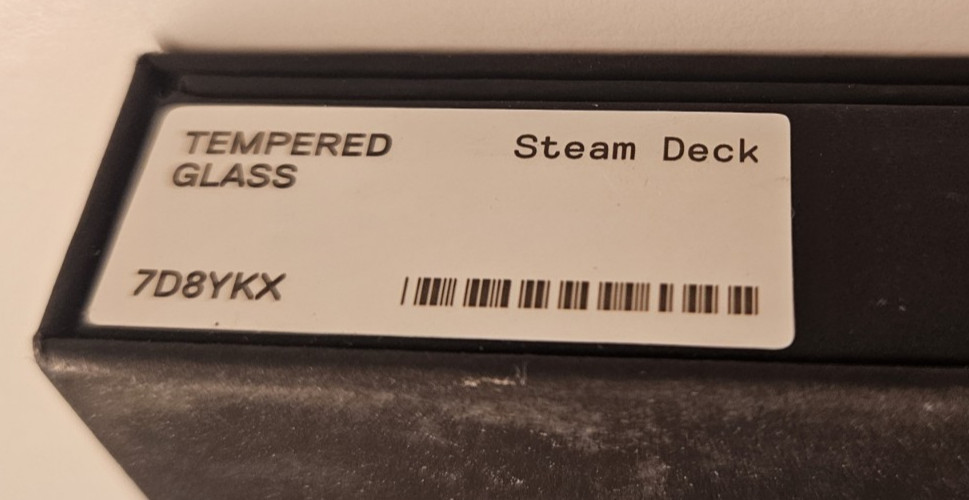 TEMPERED
GLASS
Steam Deck
7D8YKX